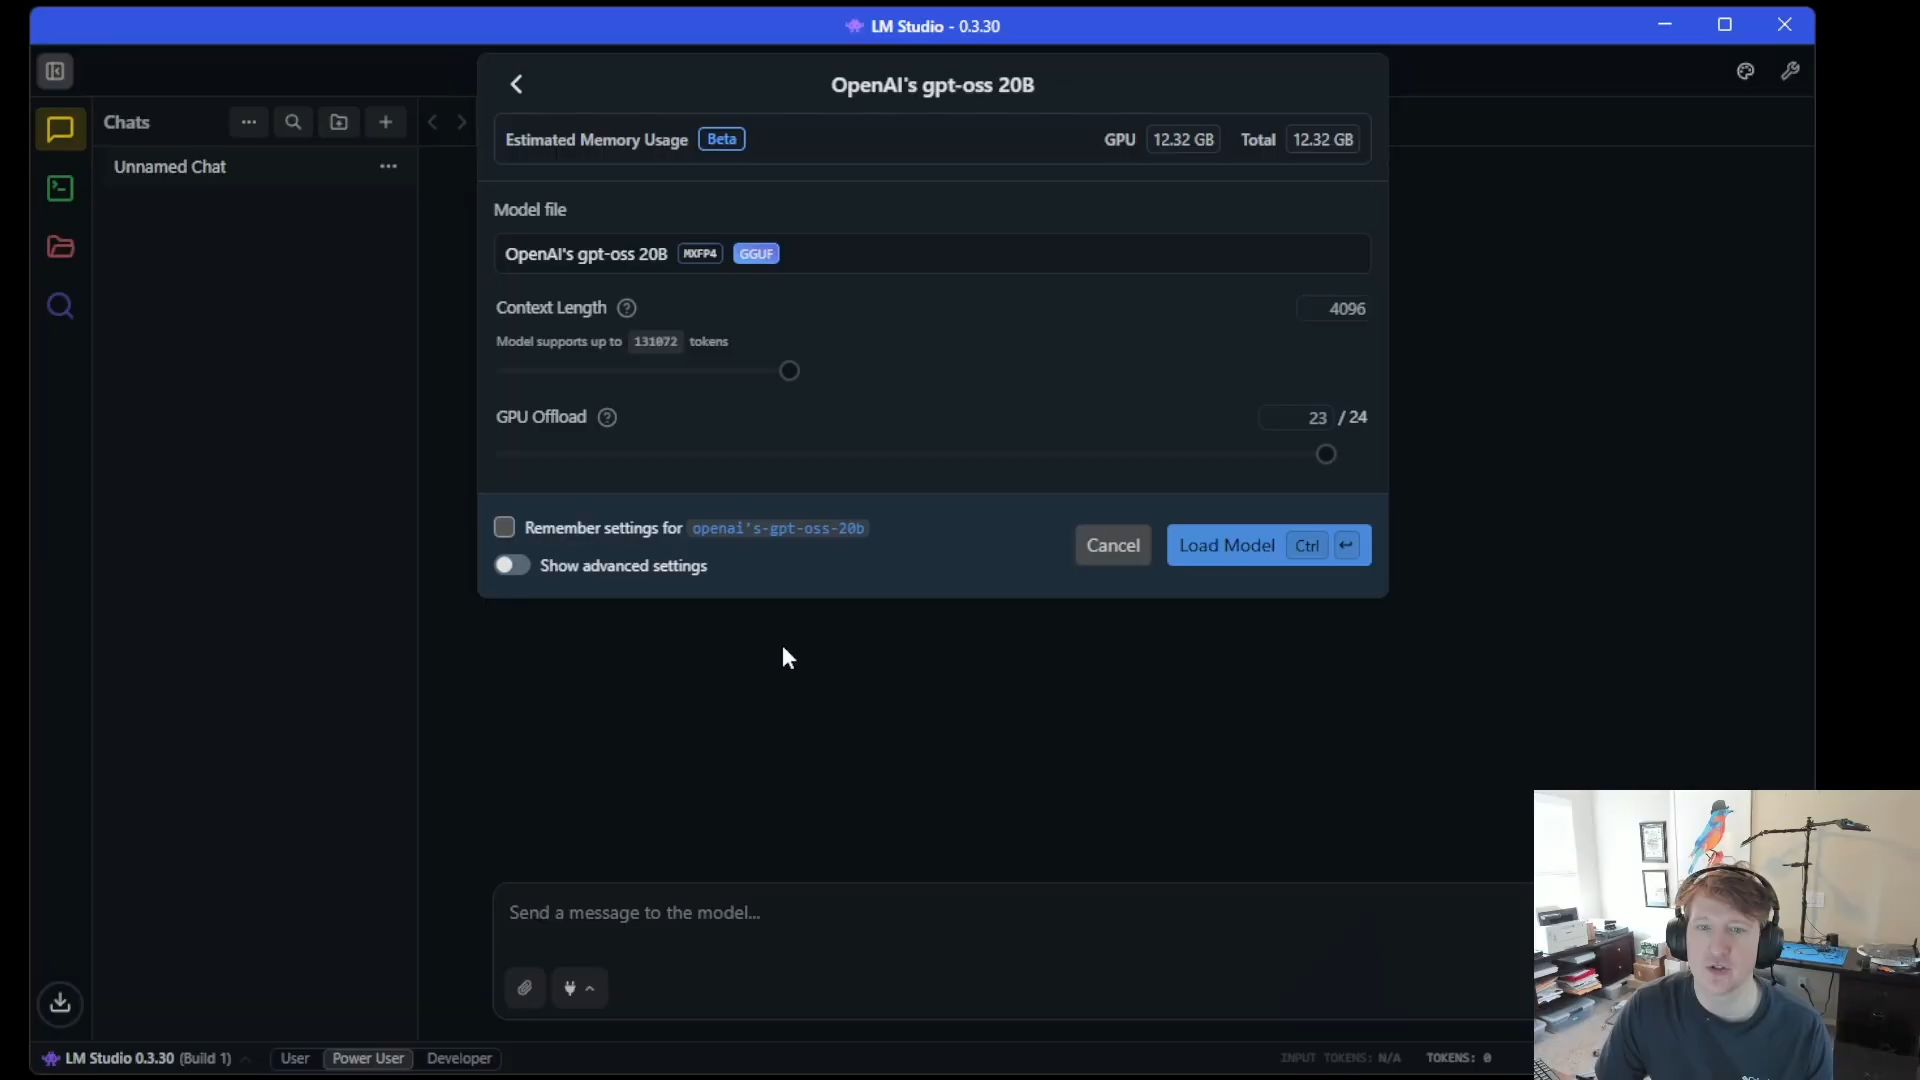 LM Studio - 0.3.30
OpenAI's gpt-oss 20B
Chats
Estimated Memory Usage Beta GPU 12.32 GB Total 12.32 GB
Unnamed Chat
Model file
OpenAI's gpt-oss 20B MXFP4 GGUF
Context Length 4096
Model supports up to 131072 tokens
GPU Offload 23 / 24
Remember settings for openai's-gpt-oss-20b
Show advanced settings
Cancel
Load Model Ctrl
Send a message to the model...
LM Studio 0.3.30 (Build 1) User Power User Developer INPUT TOKENS: N/A TOKENS: 0